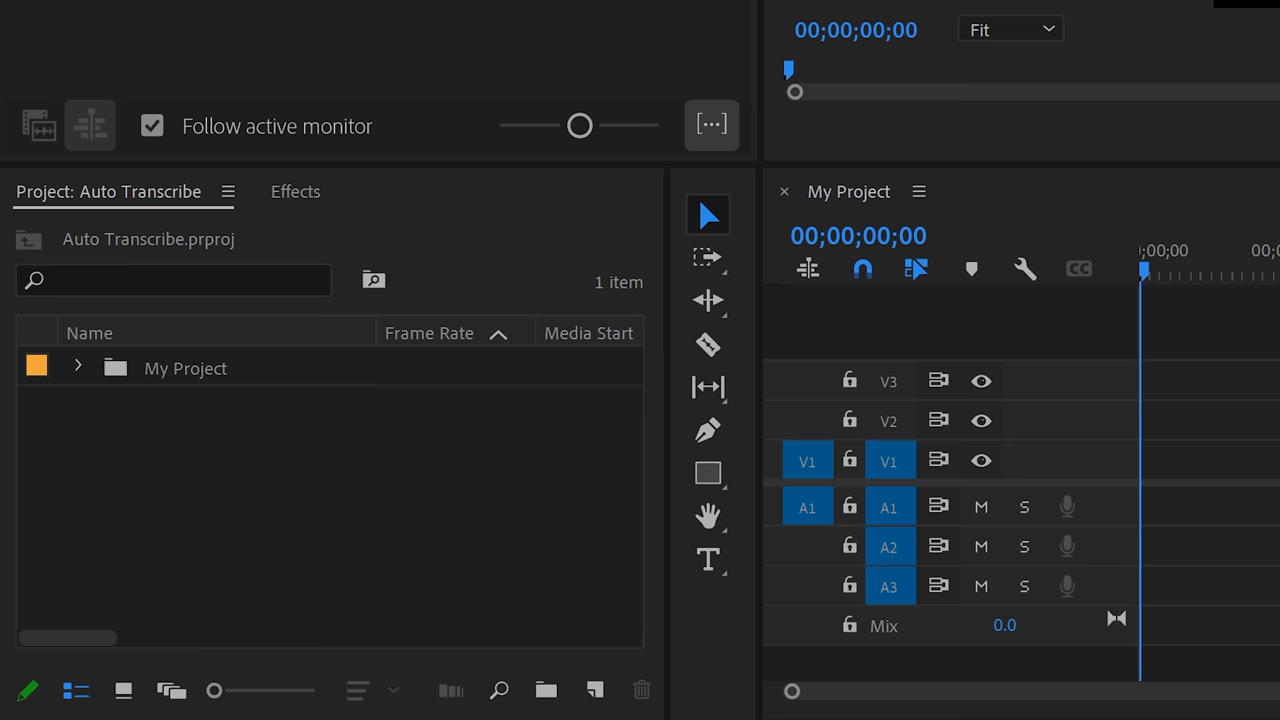 00;00;00;00 Fit
Follow active monitor
Project: Auto Transcribe Effects
Auto Transcribe.prproj
1 item
Name Frame Rate Media Start
My Project
T
My Project
00;00;00;00
;00;00 00;
CC
V3
V2
V1 V1
A1 A1 M S
A2 M S
A3 M S
Mix 0.0